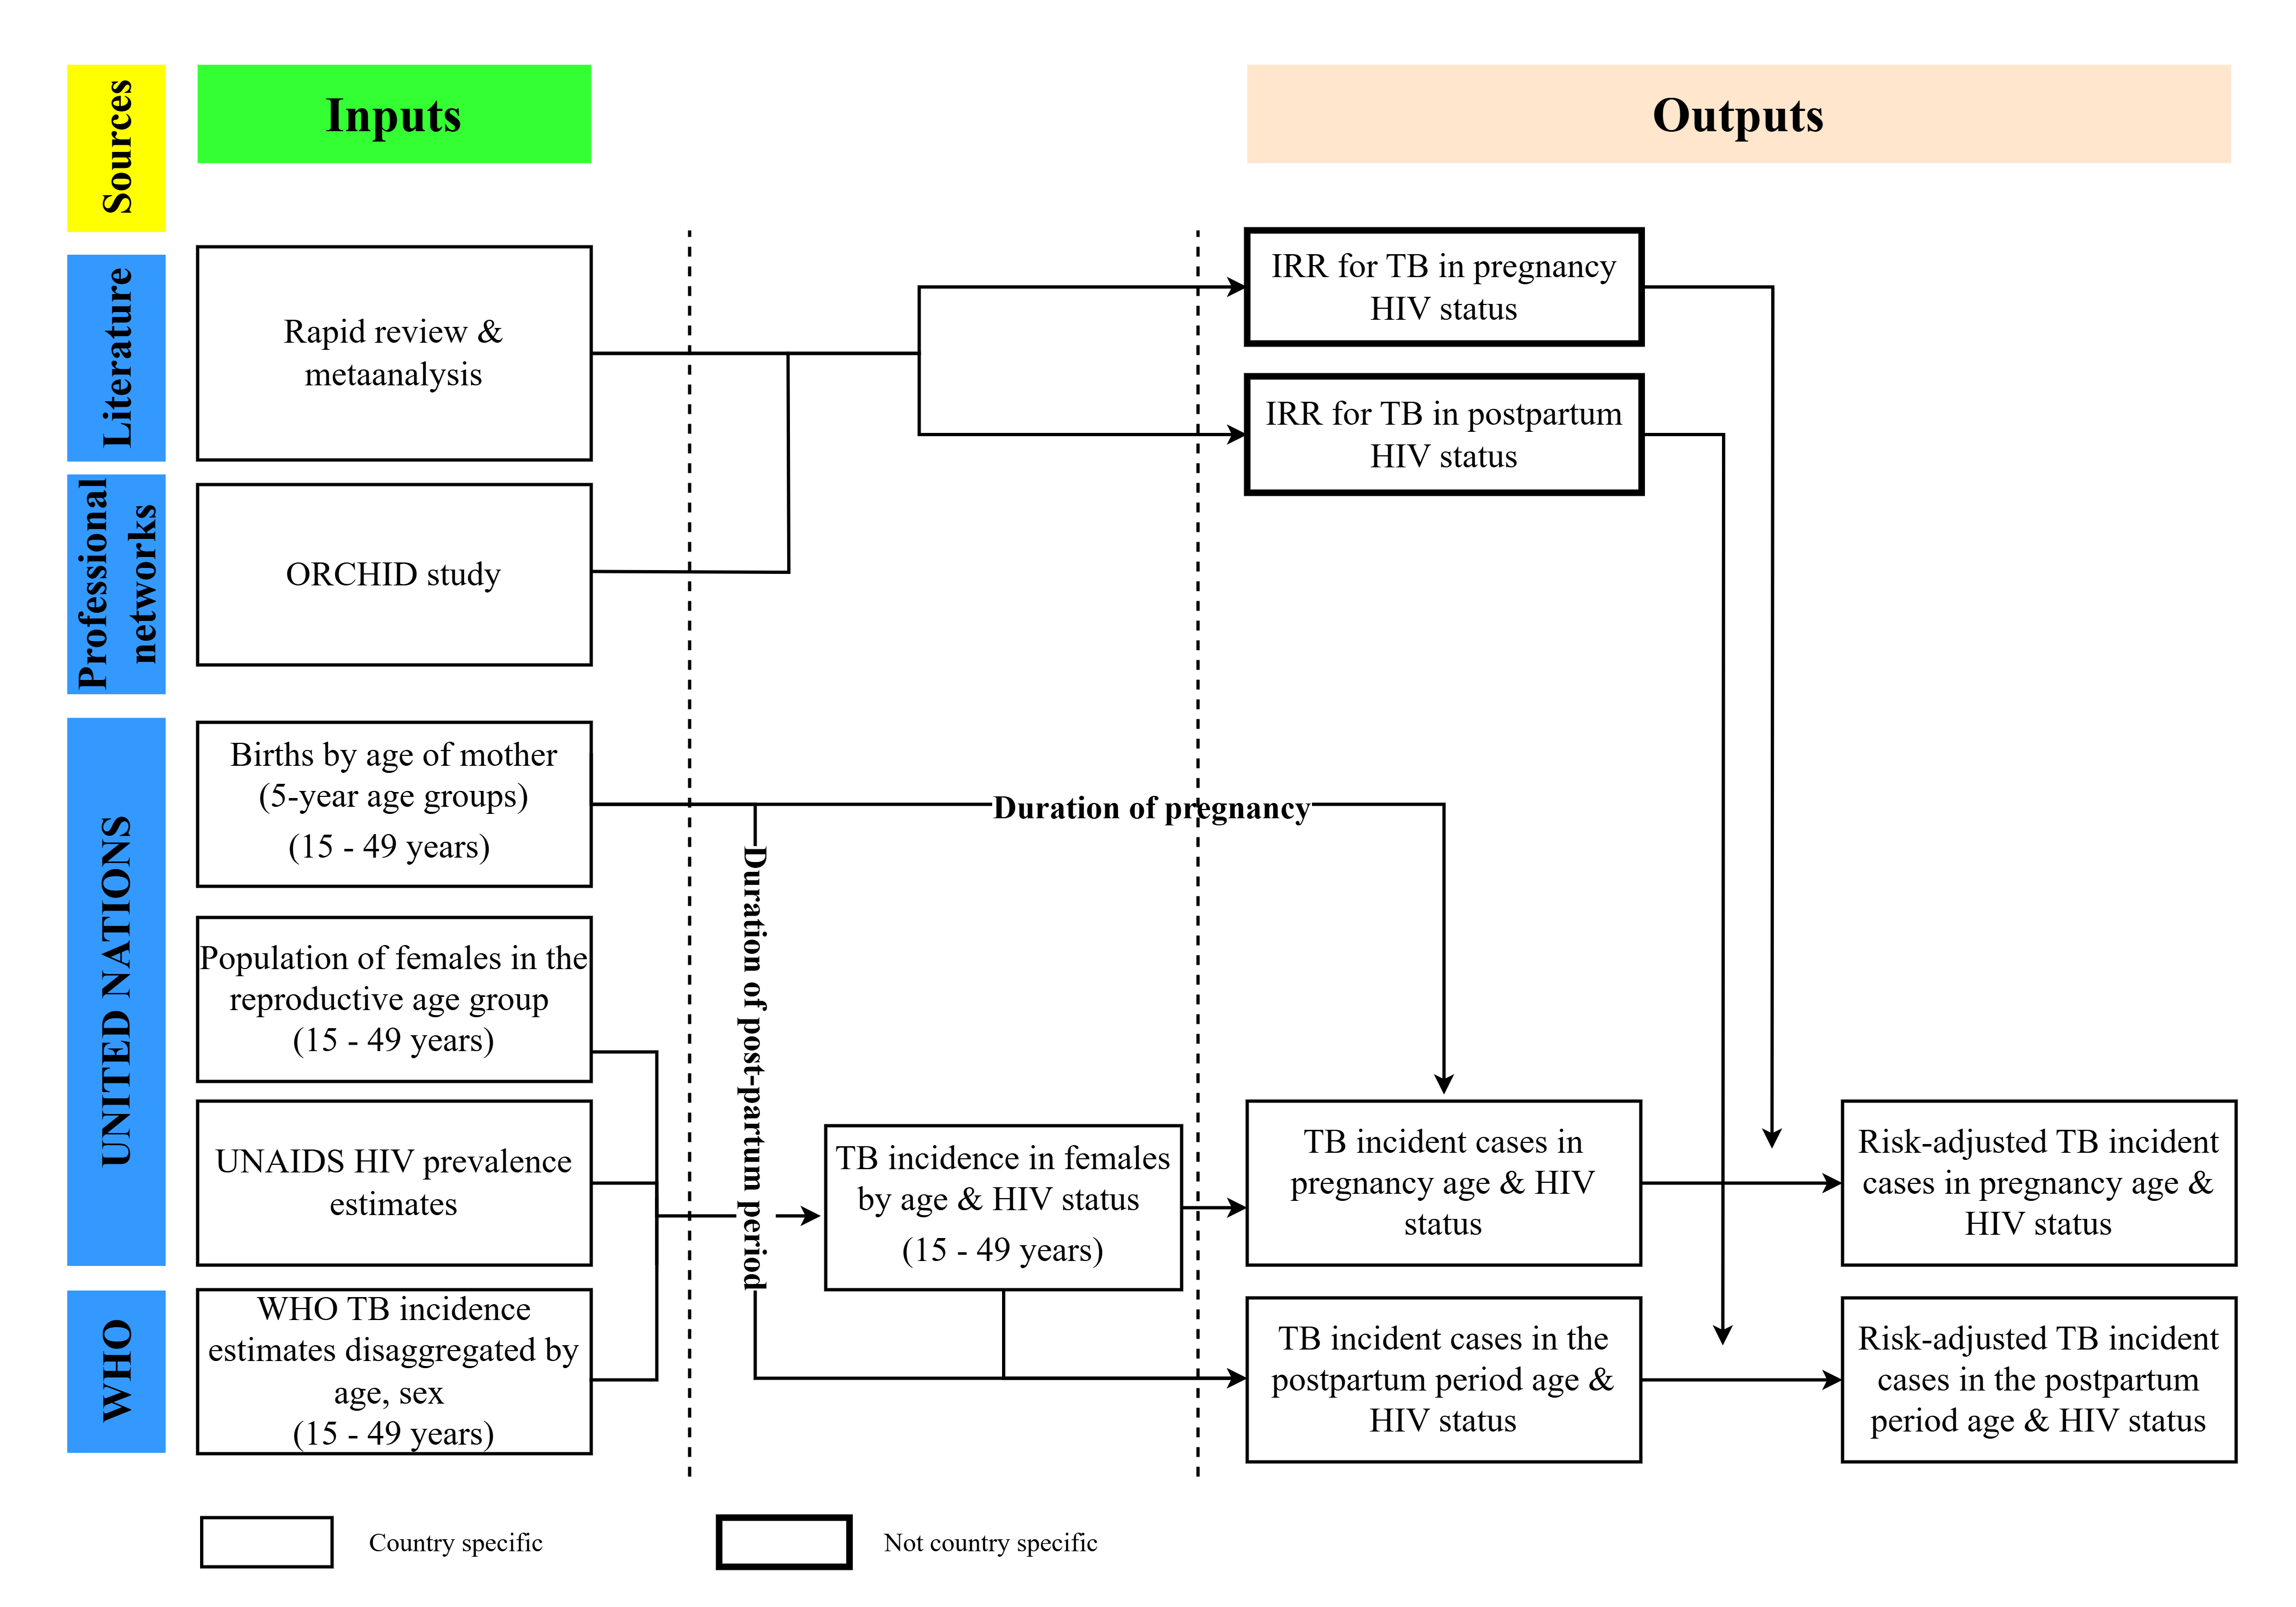 Sources
Inputs
Outputs
Literature
Rapid review &
metaanalysis
IRR for TB in pregnancy
HIV status
IRR for TB in postpartum
HIV status
Professional
networks
ORCHID study
UNITED NATIONS
Births by age of mother
(5-year age groups)
(15 - 49 years)
Duration of pregnancy
Duration of post-partum period
Population of females in the
reproductive age group
(15 - 49 years)
UNAIDS HIV prevalence
estimates
TB incidence in females
by age & HIV status
(15 - 49 years)
TB incident cases in
pregnancy age & HIV
status
Risk-adjusted TB incident
cases in pregnancy age &
HIV status
WHO
WHO TB incidence
estimates disaggregated by
age, sex
(15 - 49 years)
TB incident cases in the
postpartum period age &
HIV status
Risk-adjusted TB incident
cases in the postpartum
period age & HIV status
Country specific
Not country specific